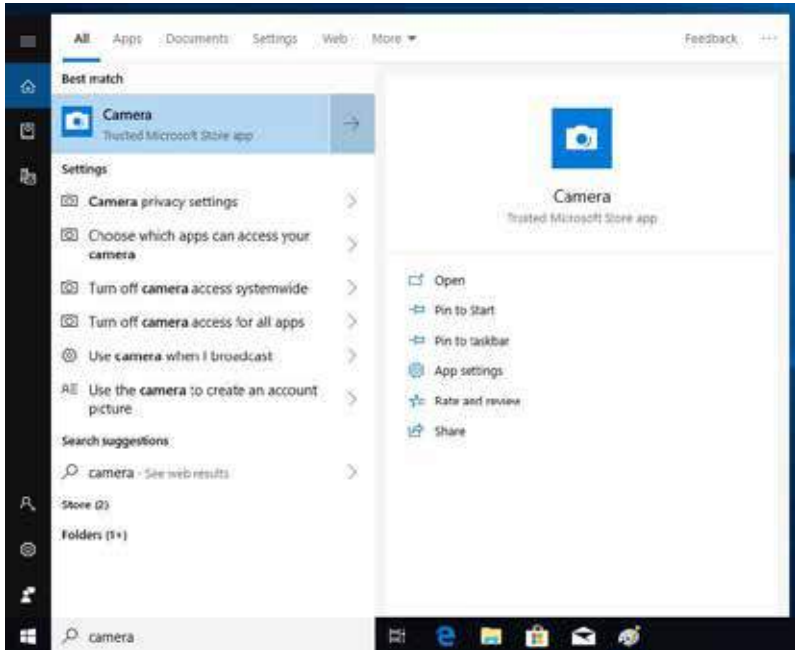 All Apps Documents Settings Web More Feedback ...
Best match
Camera
Trusted Microsoft Store app
Settings
Camera privacy settings
Choose which apps can access your
camera
Turn off camera access systemwide
Turn off camera access for all apps
Use camera when I broadcast
Use the camera to create an account
picture
Search suggestions
camera - See web results
Store (2)
Folders (1+)
camera
Camera
Trusted Microsoft Store app
Open
Pin to Start
Pin to taskbar
App settings
Rate and review
Share